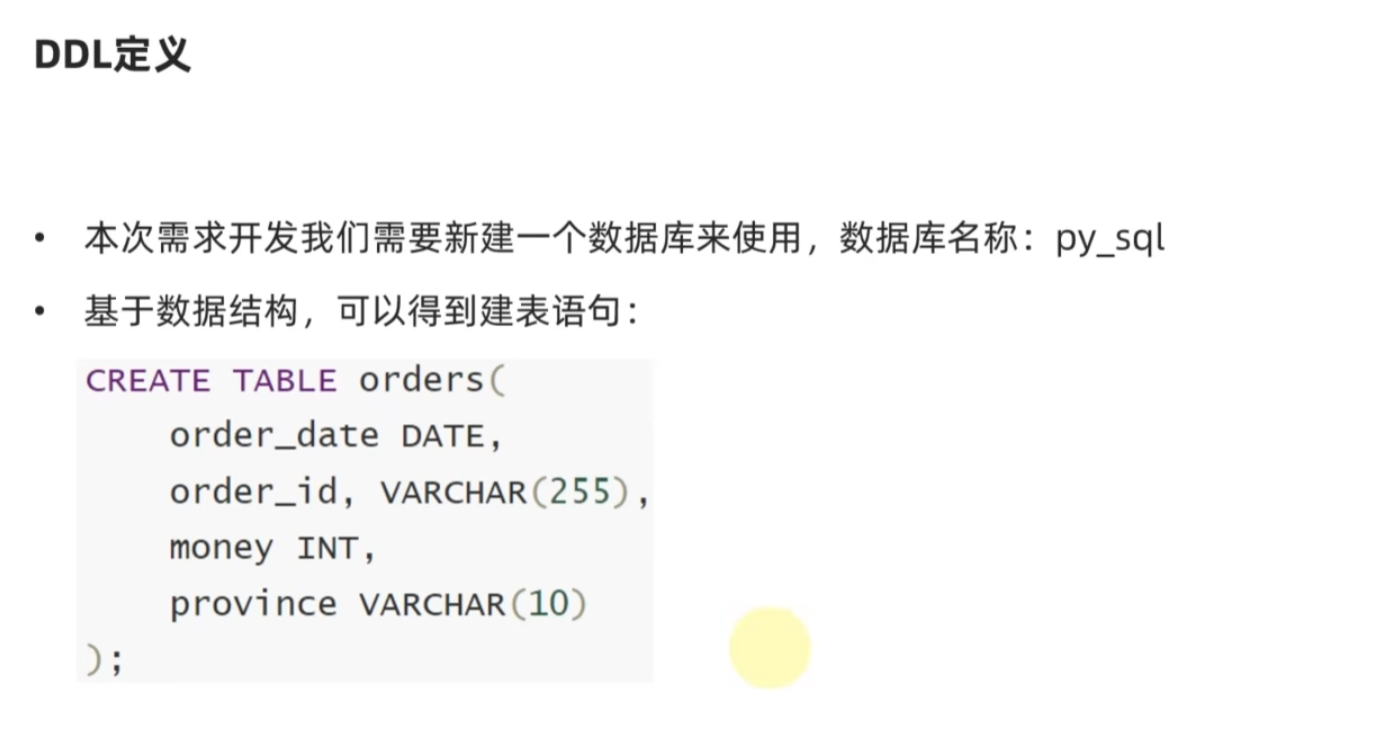 DDL定义
• 本次需求开发我们需要新建一个数据库来使用，数据库名称：py_sql
• 基于数据结构，可以得到建表语句：
CREATE TABLE orders(
    order_date DATE,
    order_id, VARCHAR(255),
    money INT,
    province VARCHAR(10)
);